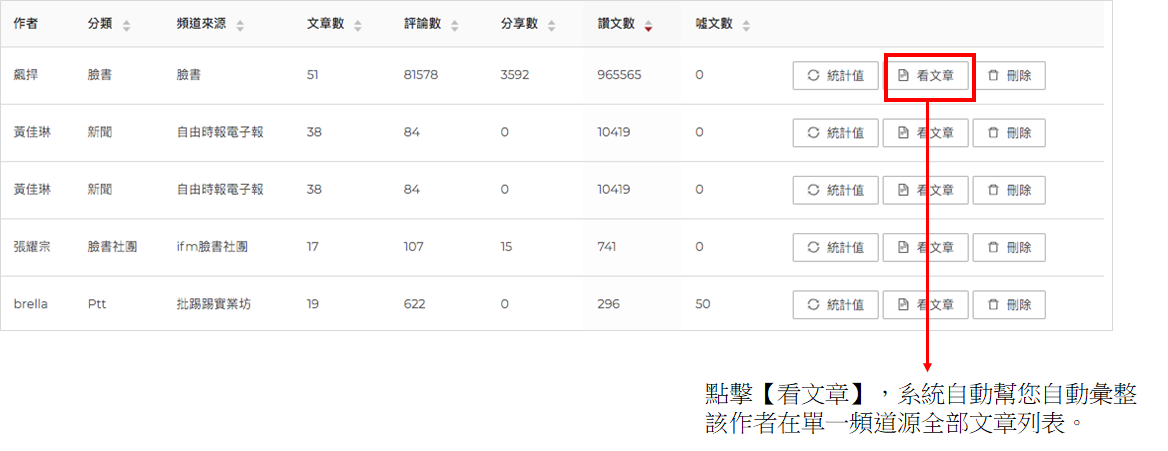 作者 分類 頻道來源 文章數 評論數 分享數 讚文數 噓文數
飆捍 臉書 臉書 51 81578 3592 965565 0 統計值 看文章 刪除
黃佳琳 新聞 自由時報電子報 38 84 0 10419 0 統計值 看文章 刪除
黃佳琳 新聞 自由時報電子報 38 84 0 10419 0 統計值 看文章 刪除
張耀宗 臉書社團 ifm臉書社團 17 107 15 741 0 統計值 看文章 刪除
brella Ptt 批踢踢實業坊 19 622 0 296 50 統計值 看文章 刪除
點擊【看文章】，系統自動幫您自動彙整
該作者在單一頻道源全部文章列表。